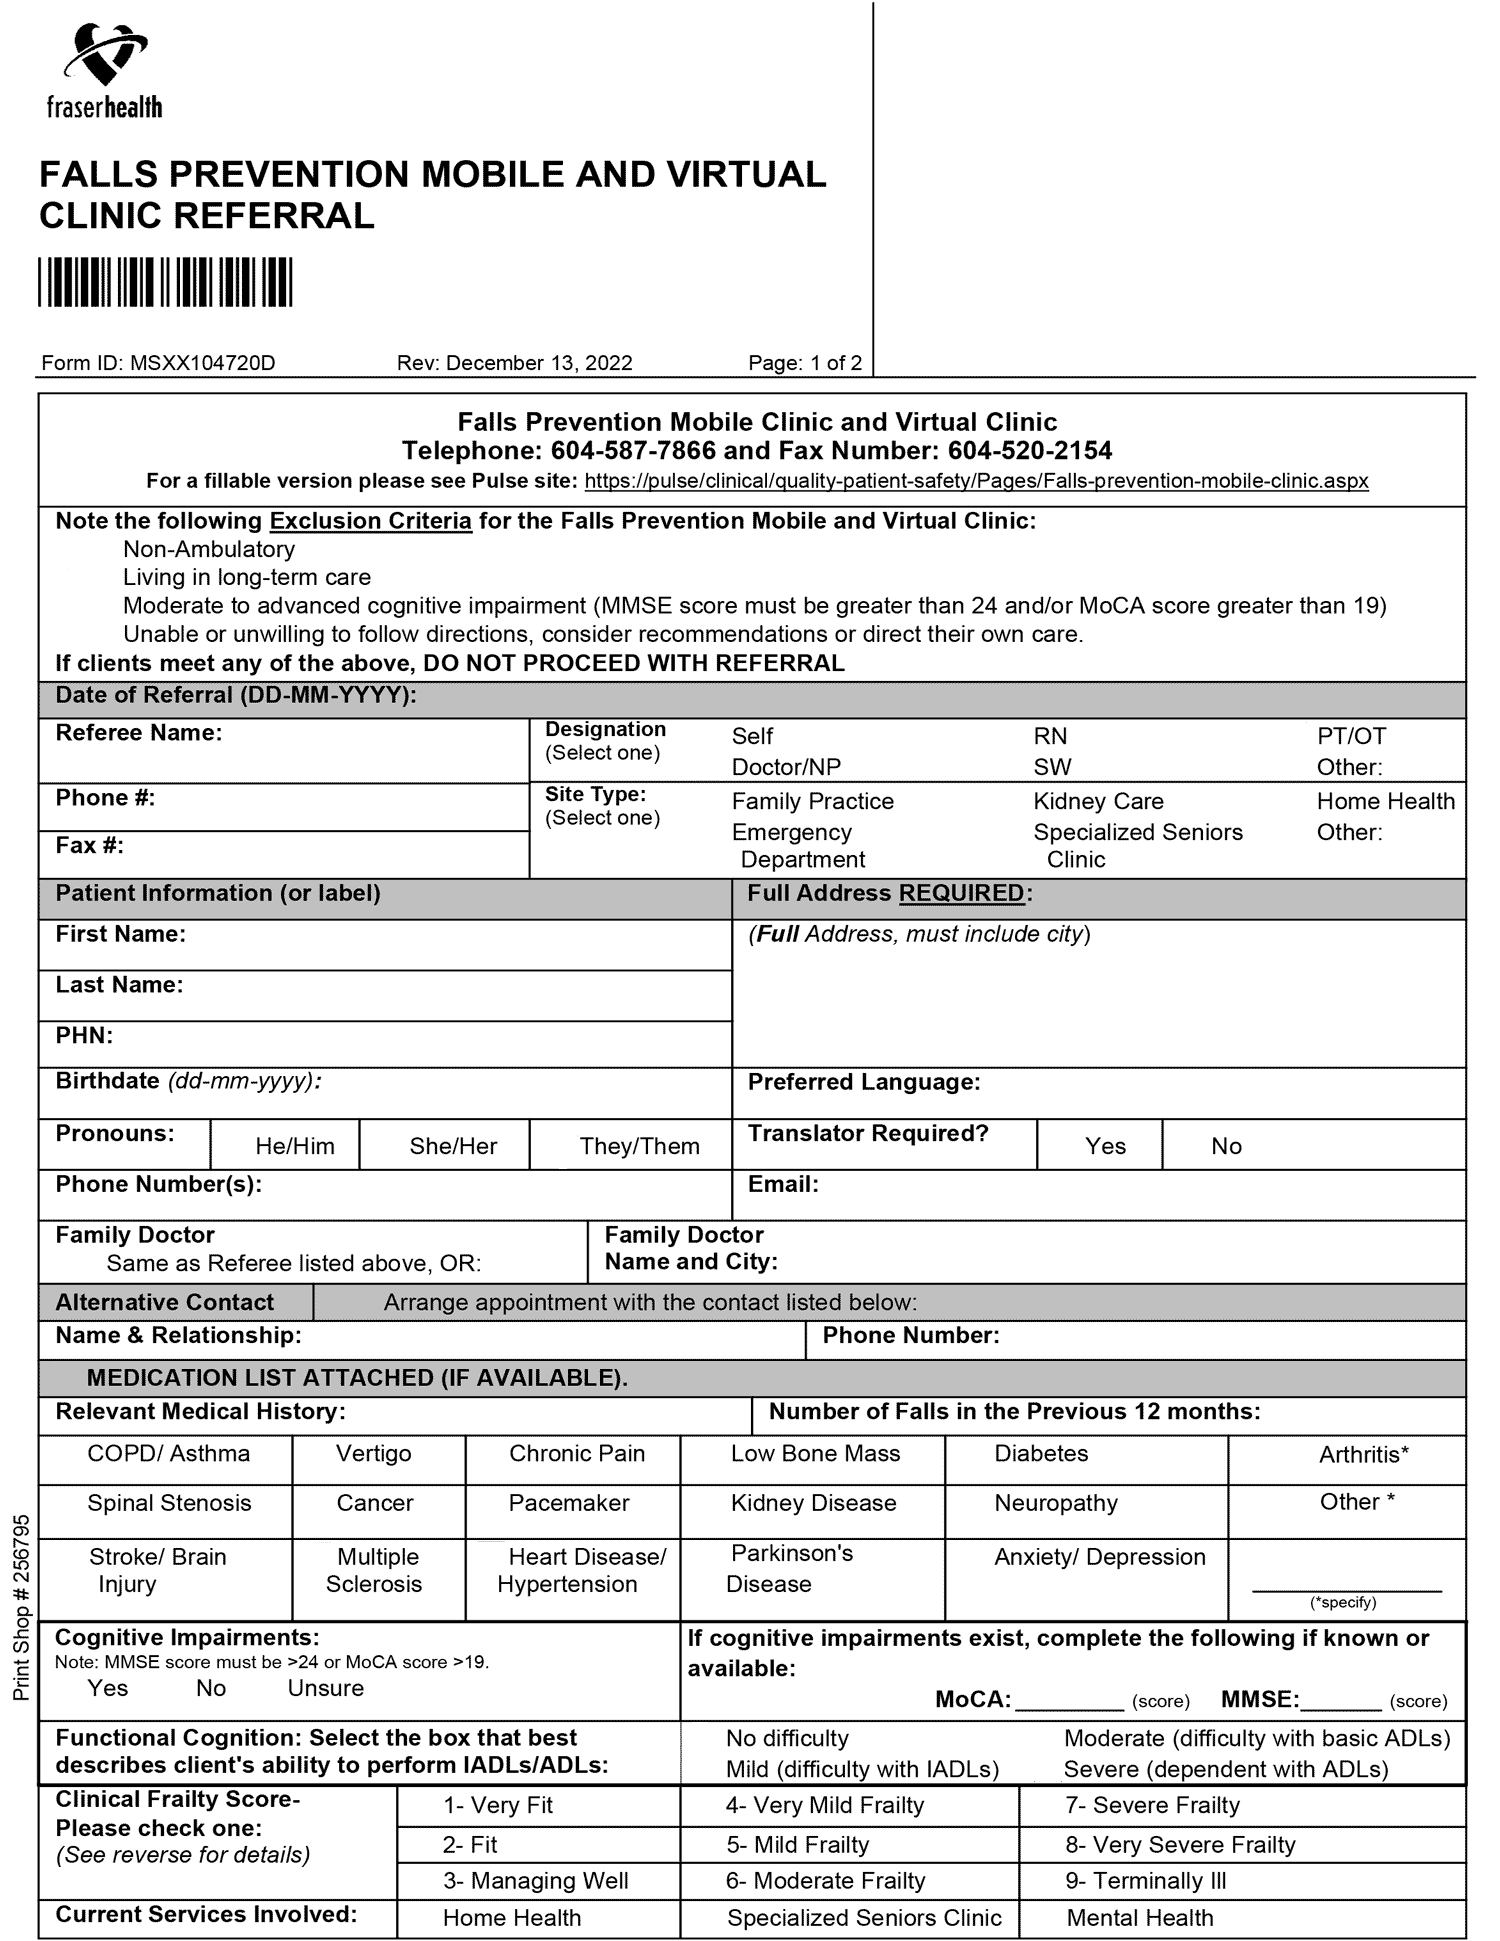 fraserhealth
FALLS PREVENTION MOBILE AND VIRTUAL
CLINIC REFERRAL
Form ID: MSXX104720D Rev: December 13, 2022 Page: 1 of 2
Falls Prevention Mobile Clinic and Virtual Clinic
Telephone: 604-587-7866 and Fax Number: 604-520-2154
For a fillable version please see Pulse site: https://pulse/clinical/quality-patient-safety/Pages/Falls-prevention-mobile-clinic.aspx
Note the following Exclusion Criteria for the Falls Prevention Mobile and Virtual Clinic:
Non-Ambulatory
Living in long-term care
Moderate to advanced cognitive impairment (MMSE score must be greater than 24 and/or MoCA score greater than 19)
Unable or unwilling to follow directions, consider recommendations or direct their own care.
If clients meet any of the above, DO NOT PROCEED WITH REFERRAL
Date of Referral (DD-MM-YYYY):
Referee Name:
Designation
(Select one)
Self RN PT/OT
Doctor/NP SW Other:
Phone #:
Fax #:
Site Type:
(Select one)
Family Practice Kidney Care Home Health
Emergency Specialized Seniors Other:
Department Clinic
Patient Information (or label) Full Address REQUIRED:
First Name: (Full Address, must include city)
Last Name:
PHN:
Birthdate (dd-mm-yyyy): Preferred Language:
Pronouns: He/Him She/Her They/Them Translator Required? Yes No
Phone Number(s): Email:
Family Doctor
Same as Referee listed above, OR:
Family Doctor
Name and City:
Alternative Contact Arrange appointment with the contact listed below:
Name & Relationship: Phone Number:
MEDICATION LIST ATTACHED (IF AVAILABLE).
Relevant Medical History: Number of Falls in the Previous 12 months:
COPD/ Asthma Vertigo Chronic Pain Low Bone Mass Diabetes Arthritis*
Spinal Stenosis Cancer Pacemaker Kidney Disease Neuropathy Other *
Stroke/ Brain Multiple Heart Disease/ Parkinson's Anxiety/ Depression
Injury Sclerosis Hypertension Disease
(*specify)
Cognitive Impairments:
Note: MMSE score must be >24 or MoCA score >19.
Yes No Unsure
If cognitive impairments exist, complete the following if known or
available:
MoCA: _________ (score) MMSE:_______ (score)
Functional Cognition: Select the box that best
describes client's ability to perform IADLs/ADLs:
No difficulty Moderate (difficulty with basic ADLs)
Mild (difficulty with IADLs) Severe (dependent with ADLs)
Clinical Frailty Score-
Please check one:
(See reverse for details)
1- Very Fit 4- Very Mild Frailty 7- Severe Frailty
2- Fit 5- Mild Frailty 8- Very Severe Frailty
3- Managing Well 6- Moderate Frailty 9- Terminally Ill
Current Services Involved: Home Health Specialized Seniors Clinic Mental Health
Print Shop # 256795